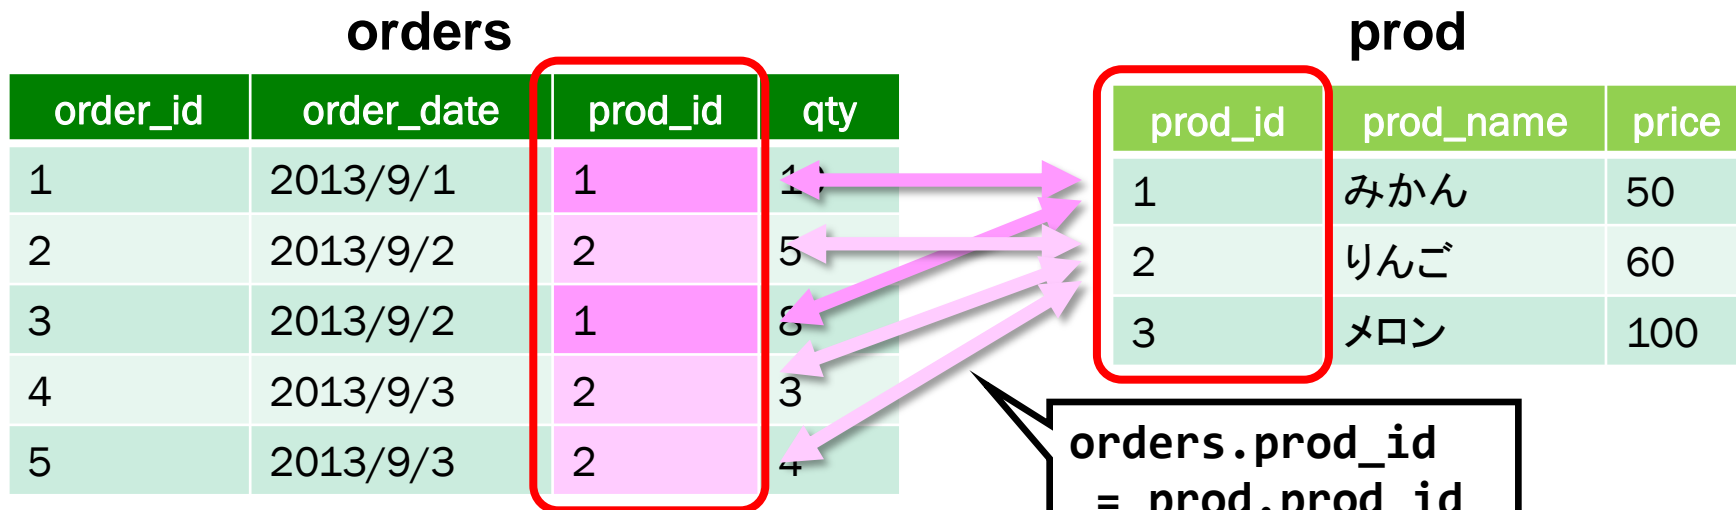 orders
order_id order_date prod_id qty
1 2013/9/1 1 10
2 2013/9/2 2 5
3 2013/9/2 1 8
4 2013/9/3 2 3
5 2013/9/3 2 4
prod
prod_id prod_name price
1 みかん 50
2 りんご 60
3 メロン 100
orders.prod_id
= prod.prod_id